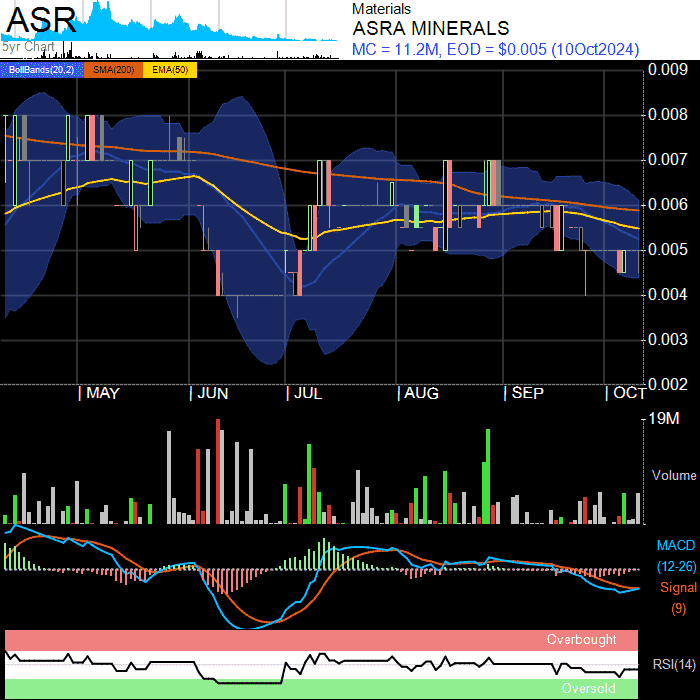 ASR
5yr Chart
Materials
ASRA MINERALS
MC = 11.2M, EOD = $0.005 (10Oct2024)
BollBands(20,2) SMA(200) EMA(50)
0.009
0.008
0.007
0.006
0.005
0.004
0.003
0.002
| MAY | JUN | JUL | AUG | SEP | OCT
19M
Volume
MACD
(12-26)
Signal
(9)
Overbought
RSI(14)
Oversold